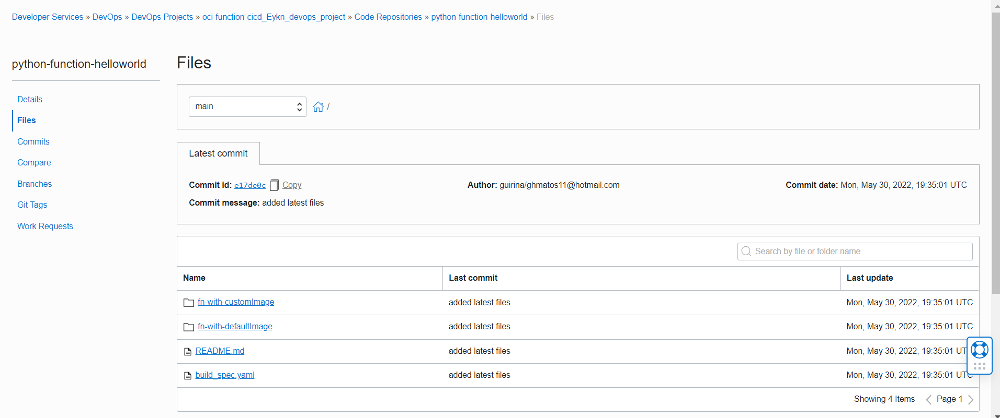 Developer Services » DevOps » DevOps Projects » oci-function-cicd_Eykn_devops_project » Code Repositories » python-function-helloworld » Files
python-function-helloworld
Details
Files
Commits
Compare
Branches
Git Tags
Work Requests
Files
main /
Latest commit
Commit id: e17de0c Copy Author: guirina/ghmatos11@hotmail.com Commit date: Mon, May 30, 2022, 19:35:01 UTC
Commit message: added latest files
Search by file or folder name
Name Last commit Last update
fn-with-customImage added latest files Mon, May 30, 2022, 19:35:01 UTC
fn-with-defaultImage added latest files Mon, May 30, 2022, 19:35:01 UTC
README.md added latest files Mon, May 30, 2022, 19:35:01 UTC
build_spec.yaml added latest files Mon, May 30, 2022, 19:35:01 UTC
Showing 4 Items Page 1